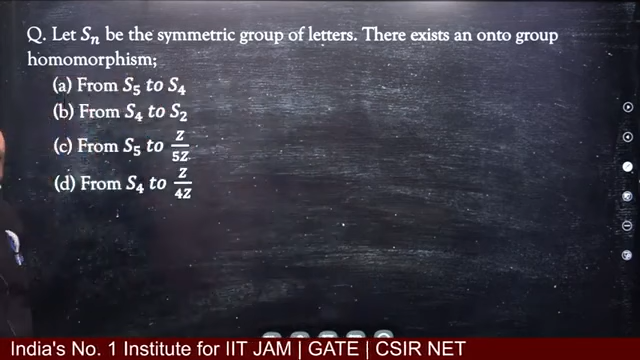 Q. Let Sₙ be the symmetric group of letters. There exists an onto group
homomorphism;
(a) From S₅ to S₄
(b) From S₄ to S₂
(c) From S₅ to Z/5Z
(d) From S₄ to Z/4Z
India's No. 1 Institute for IIT JAM | GATE | CSIR NET